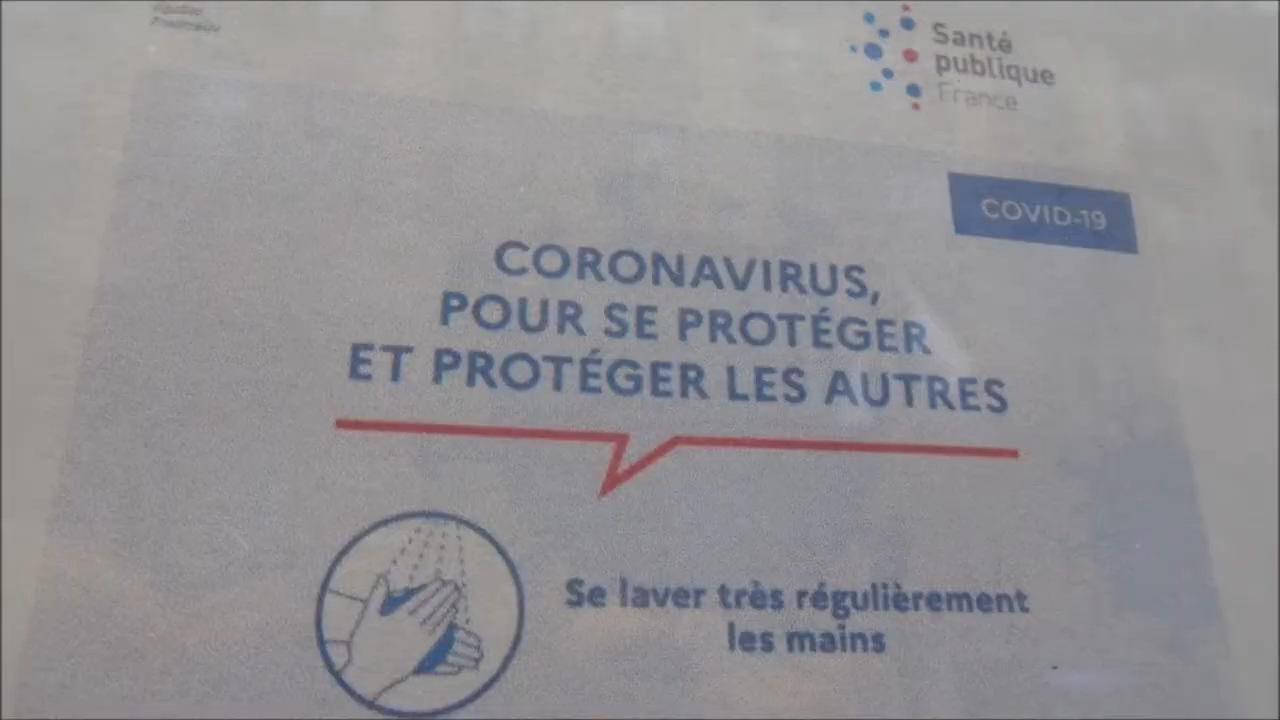 Santé
publique
France
COVID-19
CORONAVIRUS,
POUR SE PROTÉGER
ET PROTÉGER LES AUTRES
Se laver très régulièrement
les mains